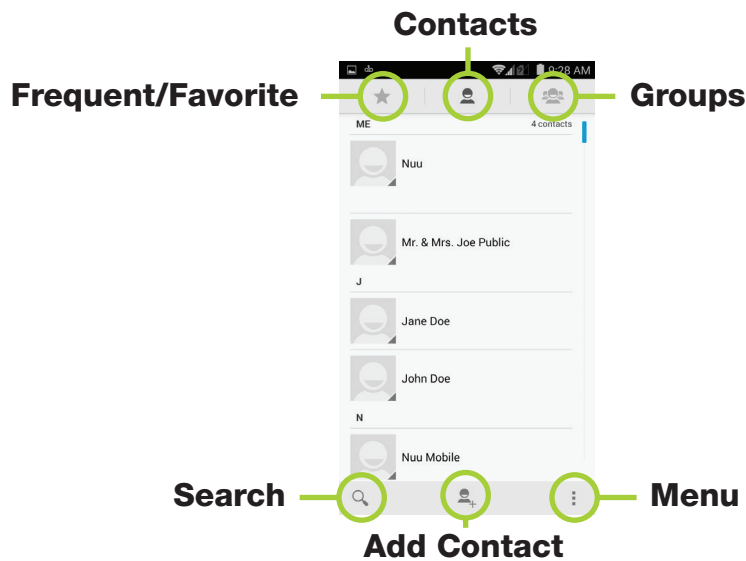 Contacts
9:28 AM
Frequent/Favorite
Groups
ME
4 contacts
Nuu
Mr. & Mrs. Joe Public
J
Jane Doe
John Doe
N
Nuu Mobile
Search
Menu
Add Contact